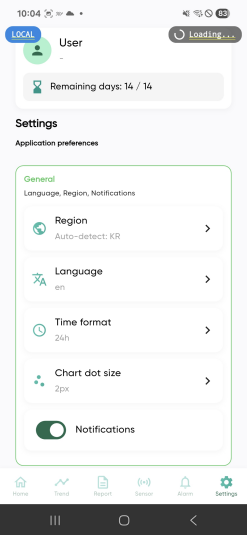 10:04
83
LOCAL
Loading...
User
-
Remaining days: 14 / 14
Settings
Application preferences
General
Language, Region, Notifications
Region
Auto-detect: KR
Language
en
Time format
24h
Chart dot size
2px
Notifications
Home Trend Report Sensor Alarm Settings